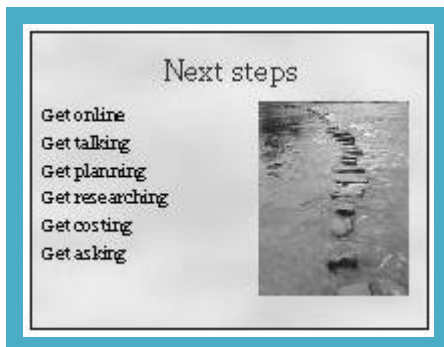 Next steps
Get online
Get talking
Get planning
Get researching
Get costing
Get asking